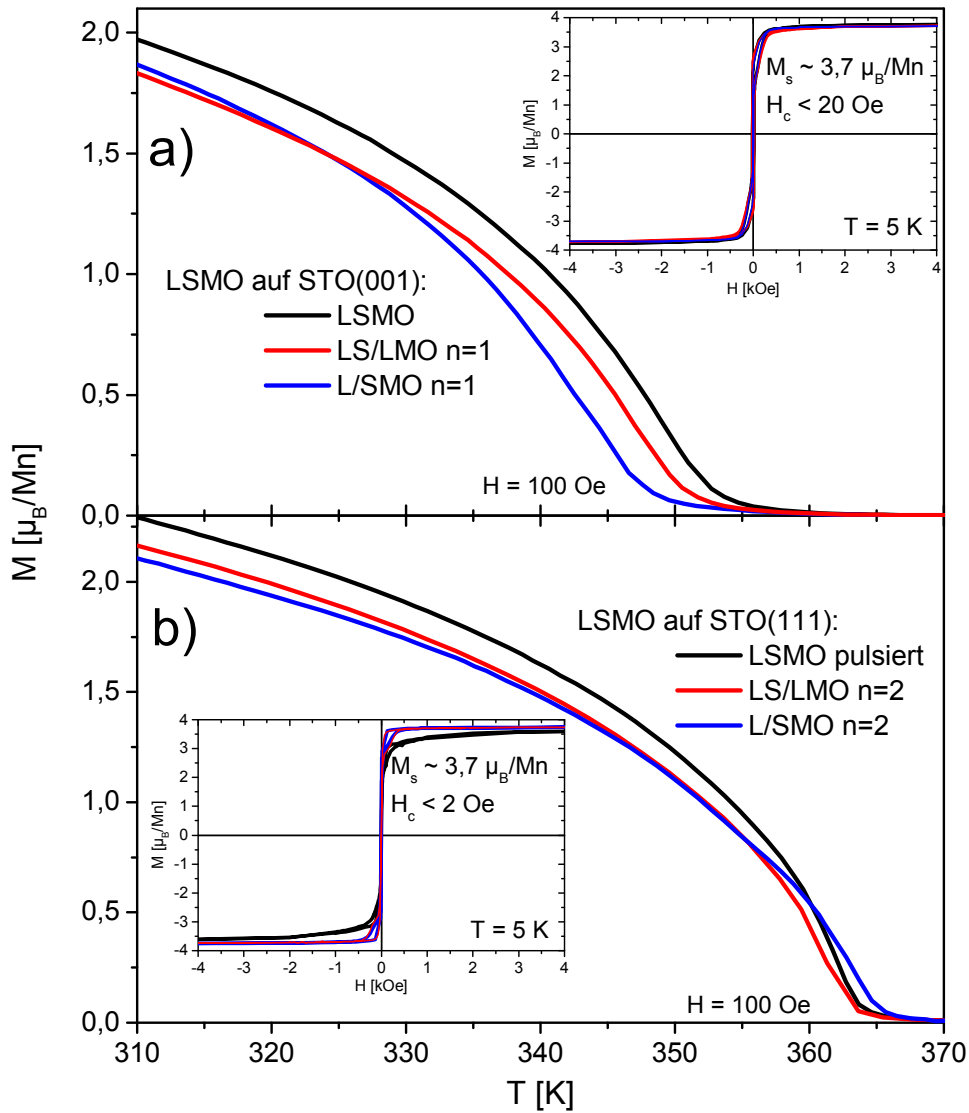 2,0
1,5
1,0
0,5
0,0
a)
LSMO auf STO(001):
LSMO
LS/LMO n=1
L/SMO n=1
H = 100 Oe
4
3
2
1
0
-1
-2
-3
-4
M [μB/Mn]
Ms ~ 3,7 μB/Mn
Hc < 20 Oe
T = 5 K
-4 -3 -2 -1 0 1 2 3 4
H [kOe]
M [μB/Mn]
2,0
1,5
1,0
0,5
0,0
b)
LSMO auf STO(111):
LSMO pulsiert
LS/LMO n=2
L/SMO n=2
4
3
2
1
0
-1
-2
-3
-4
M [μB/Mn]
Ms ~ 3,7 μB/Mn
Hc < 2 Oe
T = 5 K
-4 -3 -2 -1 0 1 2 3 4
H [kOe]
H = 100 Oe
310 320 330 340 350 360 370
T [K]